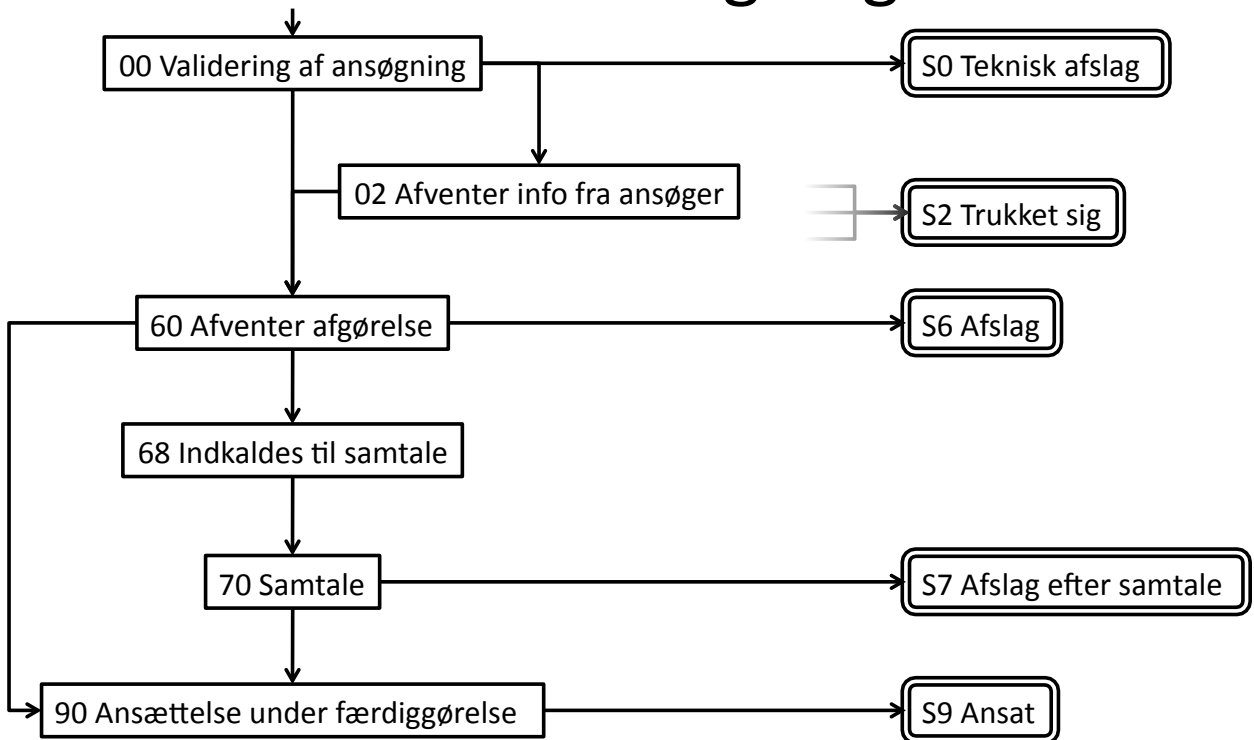 00 Validering af ansøgning
S0 Teknisk afslag
02 Afventer info fra ansøger
S2 Trukket sig
60 Afventer afgørelse
S6 Afslag
68 Indkaldes til samtale
70 Samtale
S7 Afslag efter samtale
90 Ansættelse under færdiggørelse
S9 Ansat